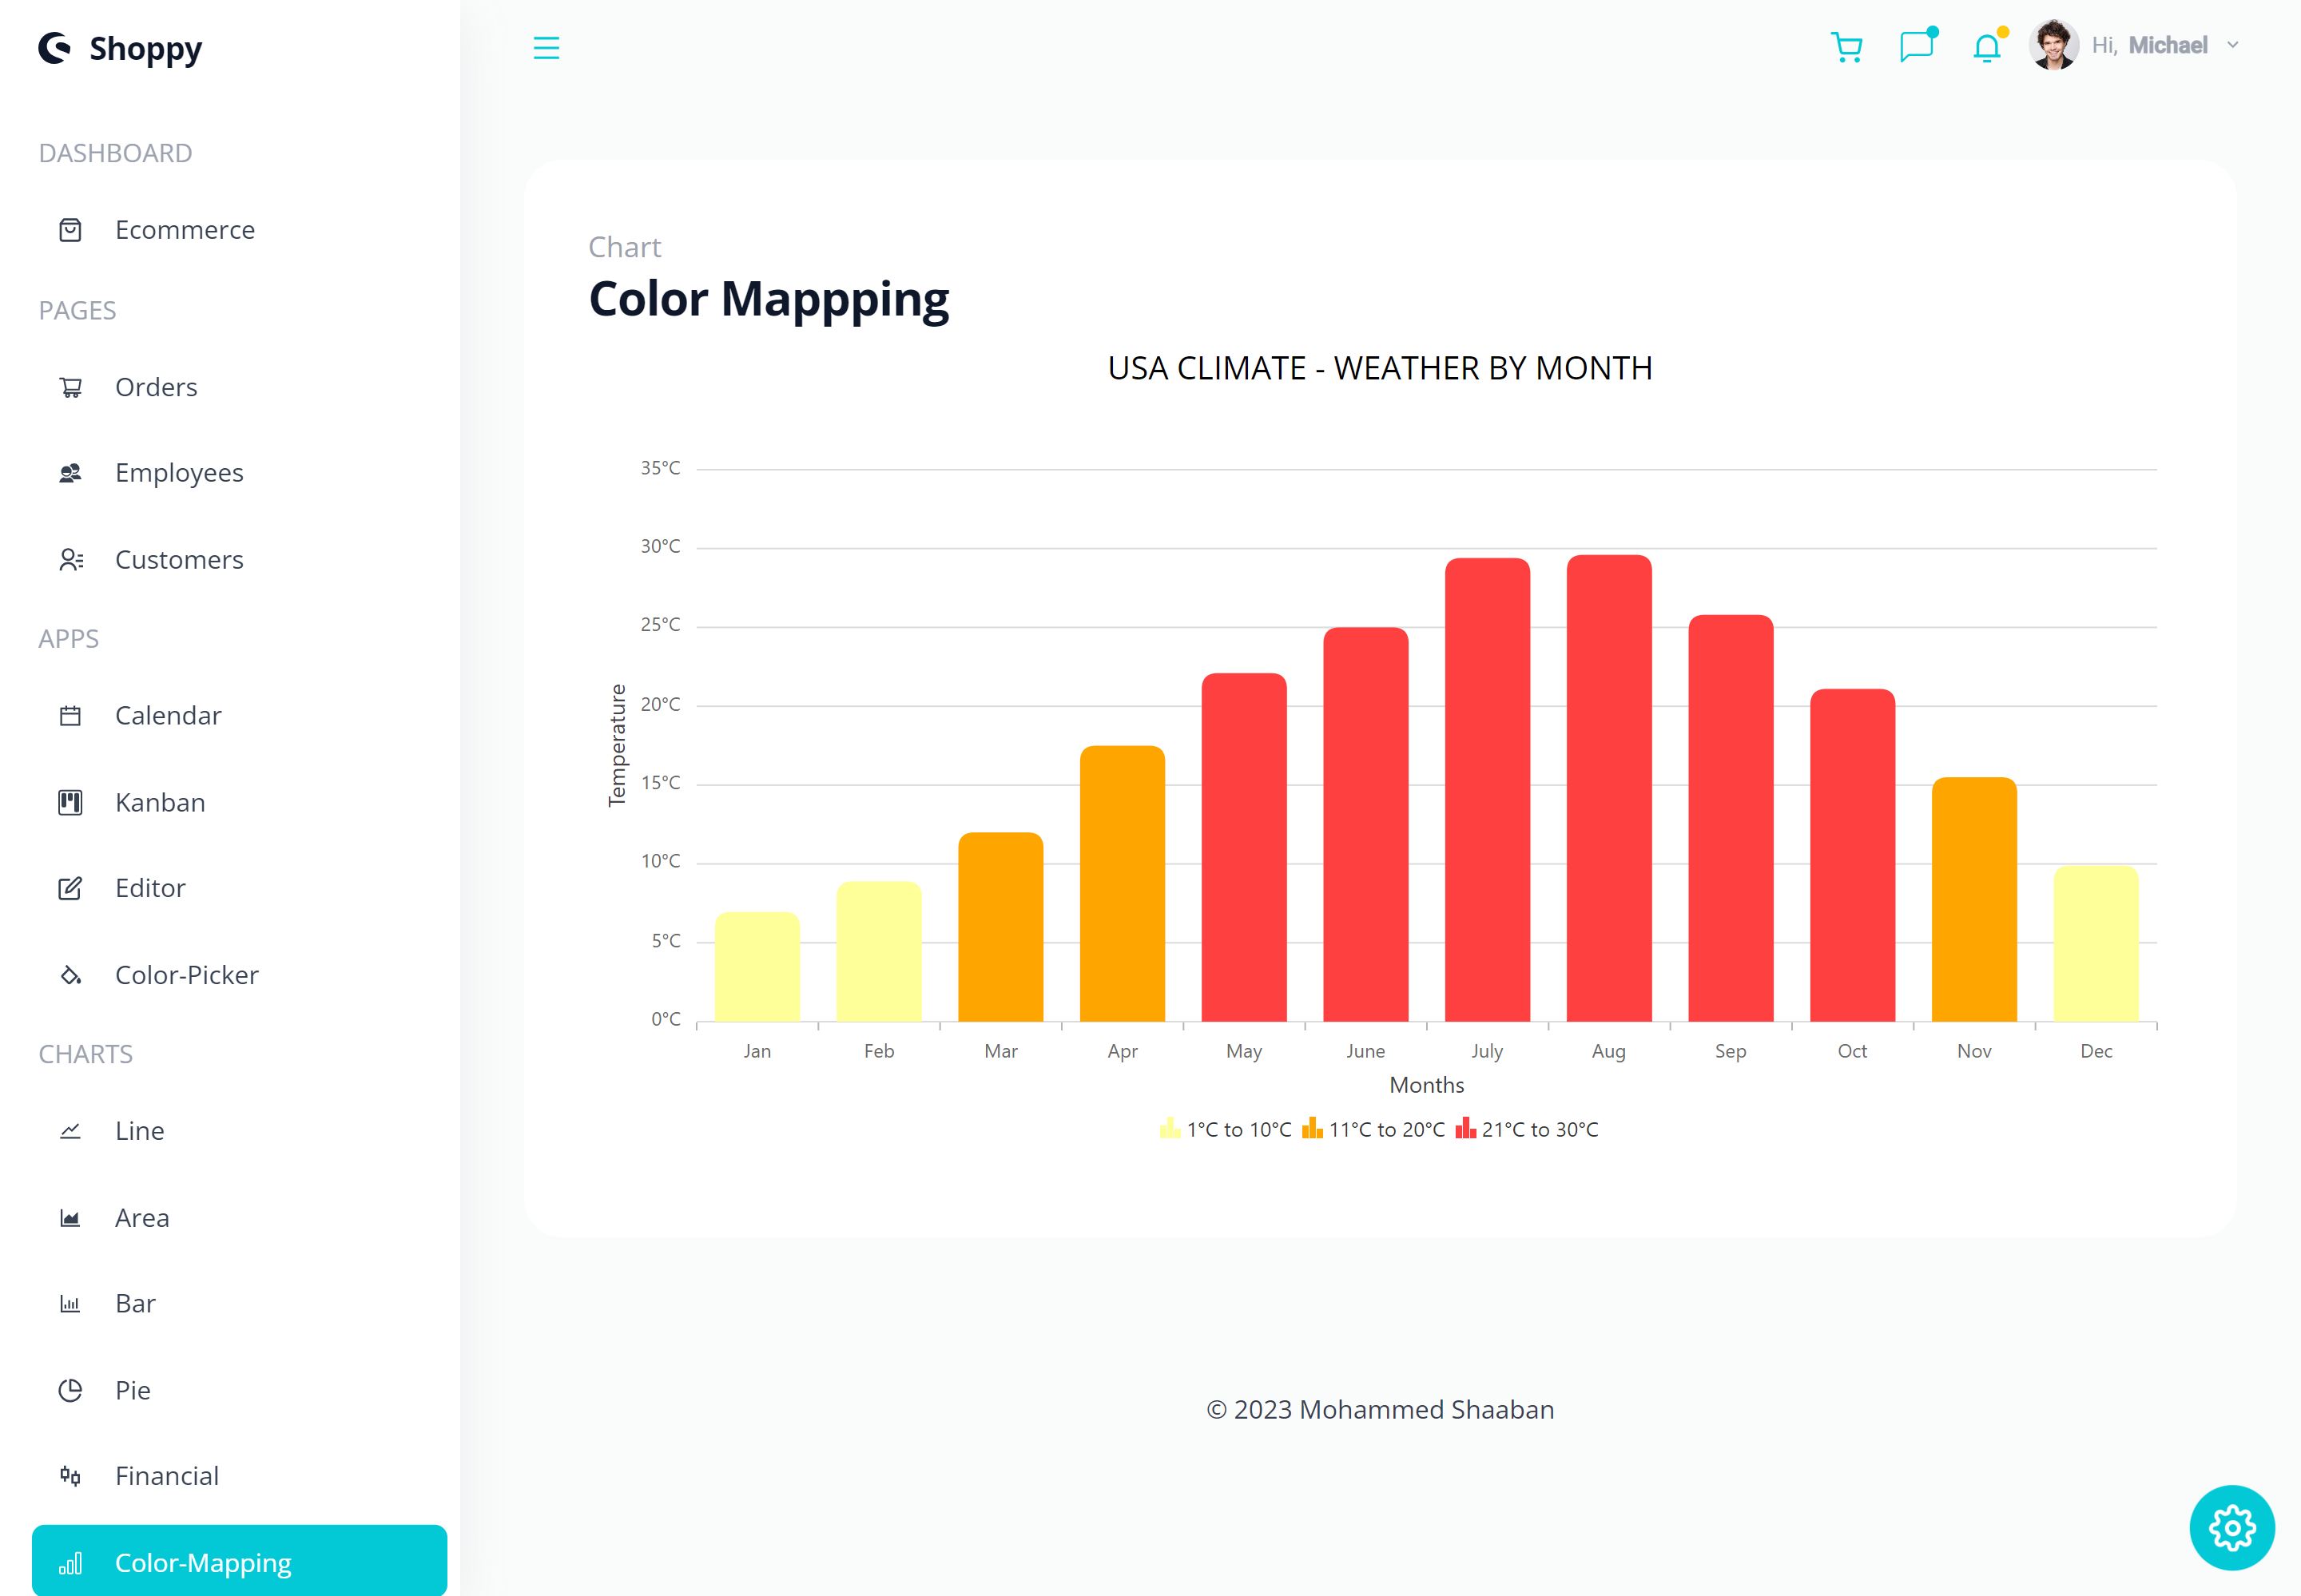 Shoppy
Hi, Michael
DASHBOARD
Ecommerce
PAGES
Orders
Employees
Customers
APPS
Calendar
Kanban
Editor
Color-Picker
CHARTS
Line
Area
Bar
Pie
Financial
Color-Mapping
Chart
Color Mappping
USA CLIMATE - WEATHER BY MONTH
35°C
30°C
25°C
20°C
15°C
10°C
5°C
0°C
Temperature
Jan Feb Mar Apr May June July Aug Sep Oct Nov Dec
Months
1°C to 10°C 11°C to 20°C 21°C to 30°C
© 2023 Mohammed Shaaban